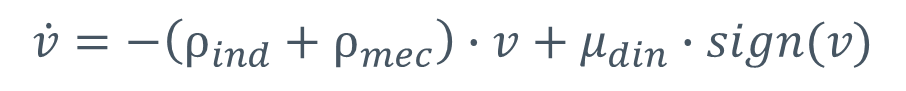 v̇ = −(ρ_ind + ρ_mec) · v + μ_din · sign(v)